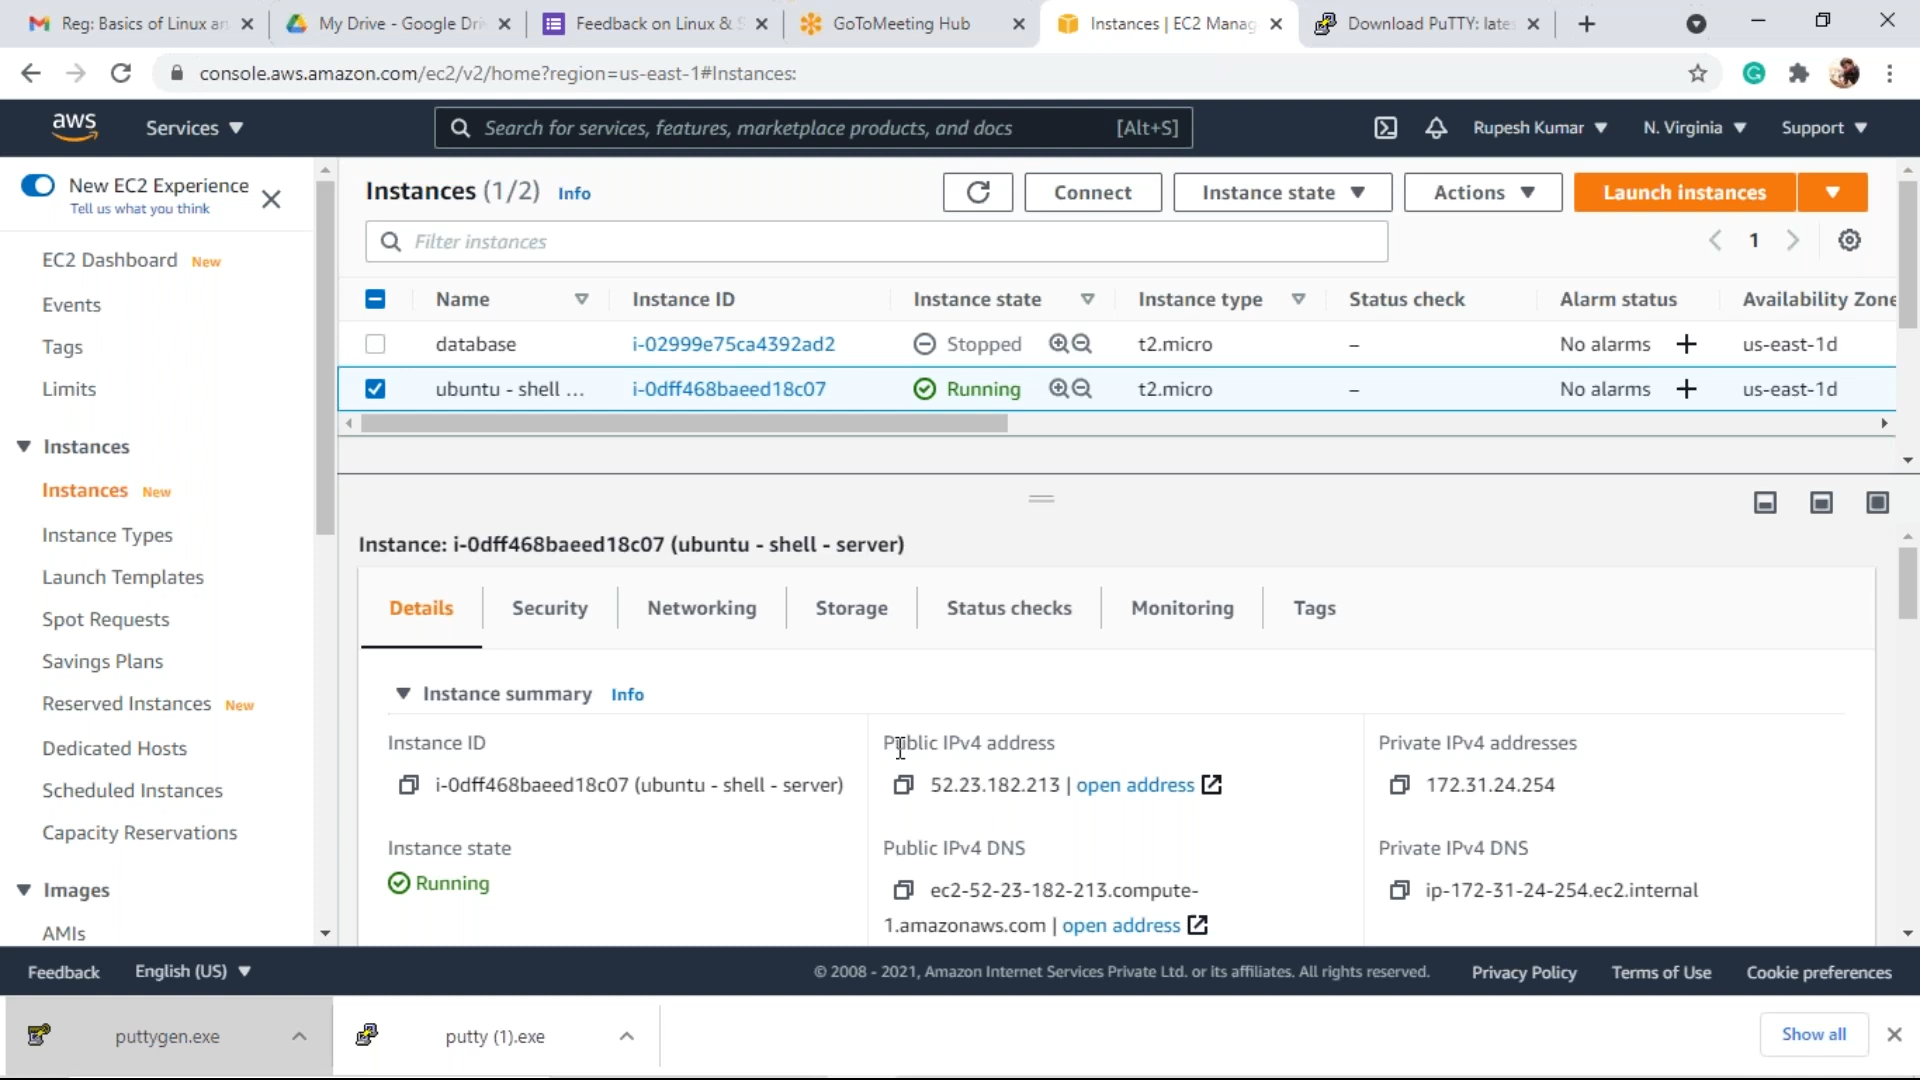 Reg: Basics of Linux an
My Drive - Google Dri
Feedback on Linux & S
GoToMeeting Hub
Instances | EC2 Manag
Download PuTTY: late
console.aws.amazon.com/ec2/v2/home?region=us-east-1#Instances:
aws
Services
Search for services, features, marketplace products, and docs
[Alt+S]
Rupesh Kumar
N. Virginia
Support
New EC2 Experience
Tell us what you think
EC2 Dashboard New
Events
Tags
Limits
Instances
Instances New
Instance Types
Launch Templates
Spot Requests
Savings Plans
Reserved Instances New
Dedicated Hosts
Scheduled Instances
Capacity Reservations
Images
AMIs
Instances (1/2) Info
Connect
Instance state
Actions
Launch instances
Filter instances
1
Name Instance ID Instance state Instance type Status check Alarm status Availability Zone
database i-02999e75ca4392ad2 Stopped t2.micro – No alarms + us-east-1d
ubuntu - shell ... i-0dff468baeed18c07 Running t2.micro – No alarms + us-east-1d
Instance: i-0dff468baeed18c07 (ubuntu - shell - server)
Details Security Networking Storage Status checks Monitoring Tags
Instance summary Info
Instance ID
i-0dff468baeed18c07 (ubuntu - shell - server)
Instance state
Running
Public IPv4 address
52.23.182.213 | open address
Public IPv4 DNS
ec2-52-23-182-213.compute-
1.amazonaws.com | open address
Private IPv4 addresses
172.31.24.254
Private IPv4 DNS
ip-172-31-24-254.ec2.internal
Feedback English (US) © 2008 - 2021, Amazon Internet Services Private Ltd. or its affiliates. All rights reserved. Privacy Policy Terms of Use Cookie preferences
puttygen.exe
putty (1).exe
Show all